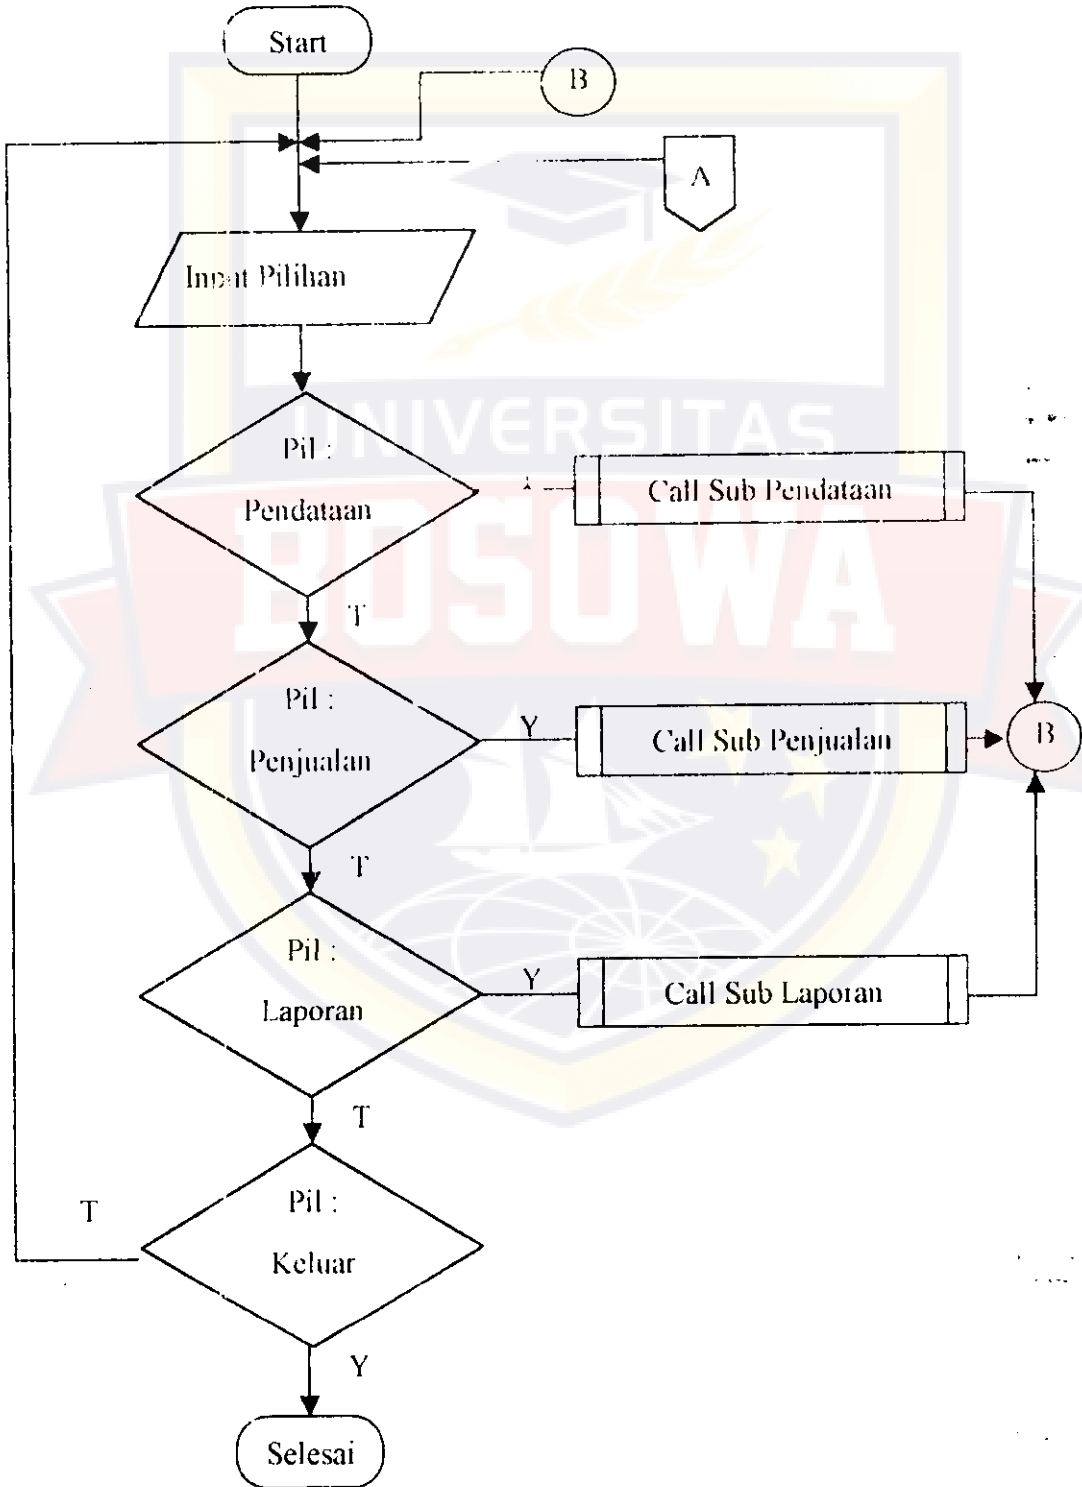 Start
B
A
Input Pilihan
Pil :
Pendataan
Call Sub Pendataan
T
Pil :
Penjualan
Y
Call Sub Penjualan
B
T
Pil :
Laporan
Y
Call Sub Laporan
T
Pil :
Keluar
T
Y
Selesai
UNIVERSITAS
BOSOWA